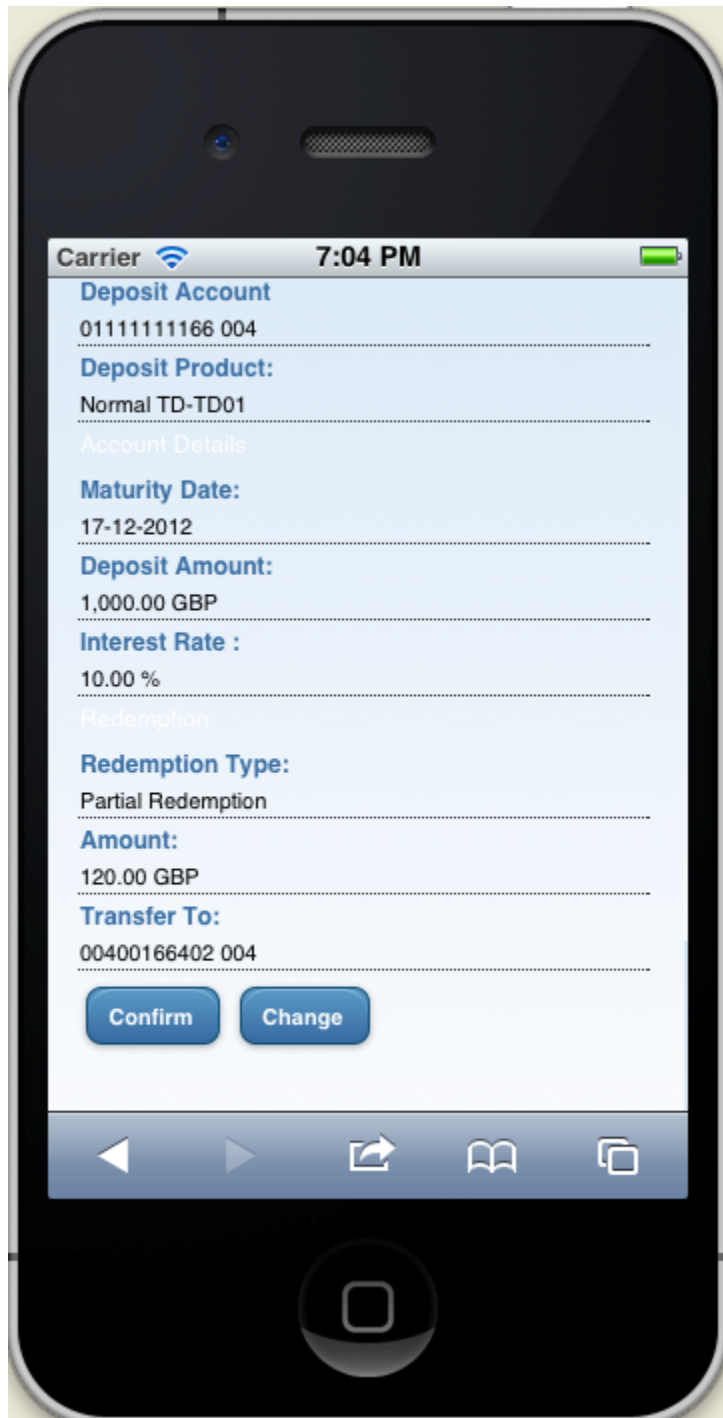 Carrier 7:04 PM
Deposit Account
01111111166 004
Deposit Product:
Normal TD-TD01
Account Details
Maturity Date:
17-12-2012
Deposit Amount:
1,000.00 GBP
Interest Rate :
10.00 %
Redemption
Redemption Type:
Partial Redemption
Amount:
120.00 GBP
Transfer To:
00400166402 004
Confirm Change